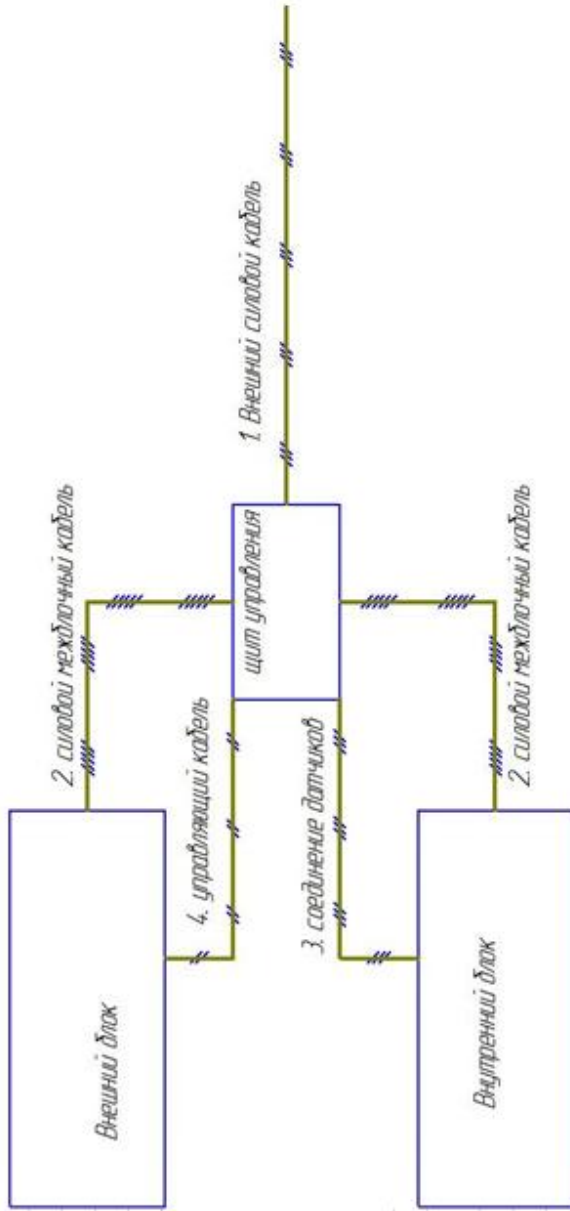 Внешний блок
2. силовой межблочный кабель
4. управляющий кабель
щит управления
1. Внешний силовой кабель
3. соединение датчиков
Внутренний блок
2. силовой межблочный кабель